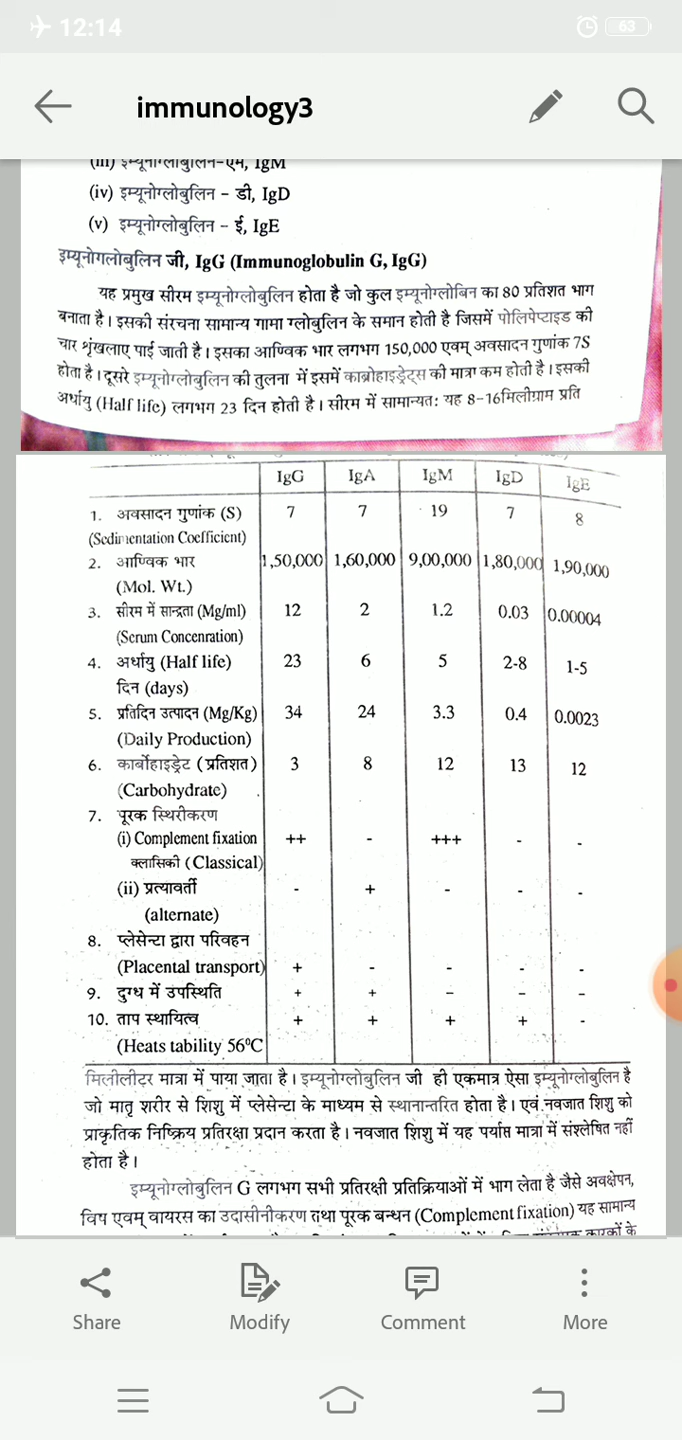 12:14
63
immunology3
(iii) इम्यूनोग्लोबुलिन-एम, IgM
(iv) इम्यूनोग्लोबुलिन - डी, IgD
(v) इम्यूनोग्लोबुलिन - ई, IgE
इम्यूनोगलोबुलिन जी, IgG (Immunoglobulin G, IgG)
यह प्रमुख सीरम इम्यूनोग्लोबुलिन होता है जो कुल इम्यूनोग्लोबिन का 80 प्रतिशत भाग
बनाता है। इसकी संरचना सामान्य गामा ग्लोबुलिन के समान होती है जिसमें पोलिपेप्टाइड की
चार शृंखलाए पाई जाती है। इसका आण्विक भार लगभग 150,000 एवम् अवसादन गुणांक 7S
होता है। दूसरे इम्यूनोग्लोबुलिन की तुलना में इसमें काब्रोहाइड्रेट्स की मात्रा कम होती है। इसकी
अर्धायु (Half life) लगभग 23 दिन होती है। सीरम में सामान्यत: यह 8-16मिलीग्राम प्रति
IgG IgA IgM IgD IgE
1. अवसादन गुणांक (S) 7 7 19 7 8
(Sedimentation Coefficient)
2. आण्विक भार 1,50,000 1,60,000 9,00,000 1,80,000 1,90,000
(Mol. Wt.)
3. सीरम में सान्द्रता (Mg/ml) 12 2 1.2 0.03 0.00004
(Serum Concenration)
4. अर्धायु (Half life) 23 6 5 2-8 1-5
दिन (days)
5. प्रतिदिन उत्पादन (Mg/Kg) 34 24 3.3 0.4 0.0023
(Daily Production)
6. कार्बोहाइड्रेट (प्रतिशत) 3 8 12 13 12
(Carbohydrate)
7. पूरक स्थिरीकरण
(i) Complement fixation ++ - +++ - -
क्लासिकी (Classical)
(ii) प्रत्यावर्ती - + - - -
(alternate)
8. प्लेसेन्टा द्वारा परिवहन
(Placental transport) + - - - -
9. दुग्ध में उपस्थिति + + - - -
10. ताप स्थायित्व + + + + -
(Heats tability 56⁰C
मिलीलीटर मात्रा में पाया जाता है। इम्यूनोग्लोबुलिन जी ही एकमात्र ऐसा इम्यूनोग्लोबुलिन है
जो मातृ शरीर से शिशु में प्लेसेन्टा के माध्यम से स्थानान्तरित होता है। एवं नवजात शिशु को
प्राकृतिक निष्क्रिय प्रतिरक्षा प्रदान करता है। नवजात शिशु में यह पर्याप्त मात्रा में संश्लेषित नहीं
होता है।
इम्यूनोग्लोबुलिन G लगभग सभी प्रतिरक्षी प्रतिक्रियाओं में भाग लेता है जैसे अवक्षेपन,
विष एवम् वायरस का उदासीनीकरण तथा पूरक बन्धन (Complement fixation) यह सामान्य
कारकों के
Share Modify Comment More